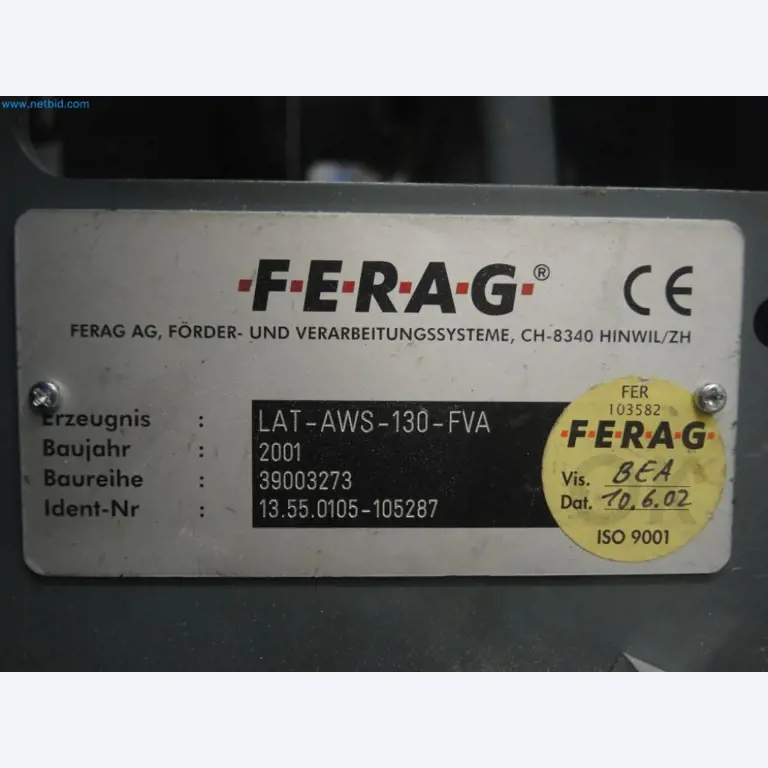 www.netbid.com
·F·E·R·A·G·®
CE
FERAG AG, FÖRDER- UND VERARBEITUNGSSYSTEME, CH-8340 HINWIL/ZH
Erzeugnis : LAT-AWS-130-FVA
Baujahr : 2001
Baureihe : 39003273
Ident-Nr : 13.55.0105-105287
FER
103582
·F·E·R·A·G·
Vis. BEA
Dat. 10.6.02
ISO 9001